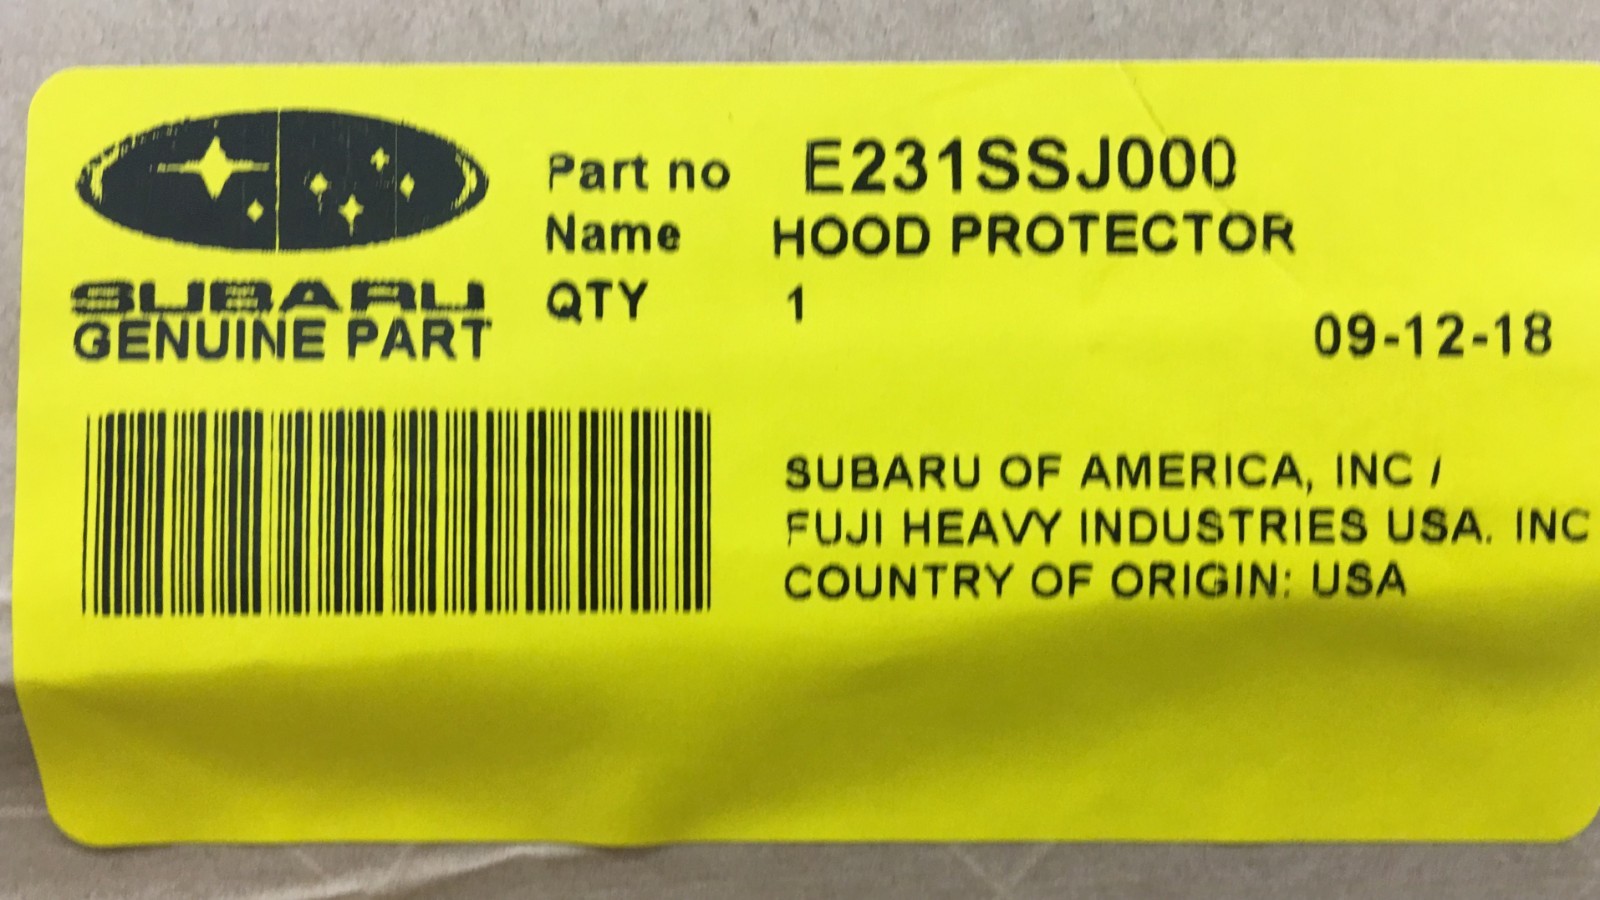 Part no E231SSJ000
Name HOOD PROTECTOR
QTY 1
09-12-18
SUBARU
GENUINE PART
SUBARU OF AMERICA, INC /
FUJI HEAVY INDUSTRIES USA. INC
COUNTRY OF ORIGIN: USA